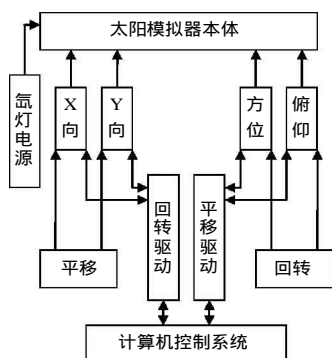 太阳模拟器本体
氙灯电源
X向
Y向
方位
俯仰
回转驱动
平移驱动
平移
回转
计算机控制系统